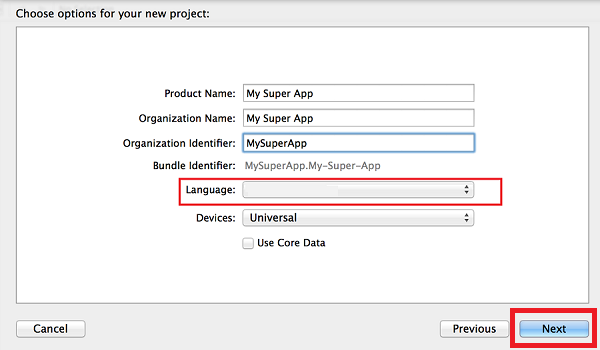 Choose options for your new project:
Product Name: My Super App
Organization Name: My Super App
Organization Identifier: MySuperApp
Bundle Identifier: MySuperApp.My-Super-App
Language:
Devices: Universal
Use Core Data
Cancel Previous Next